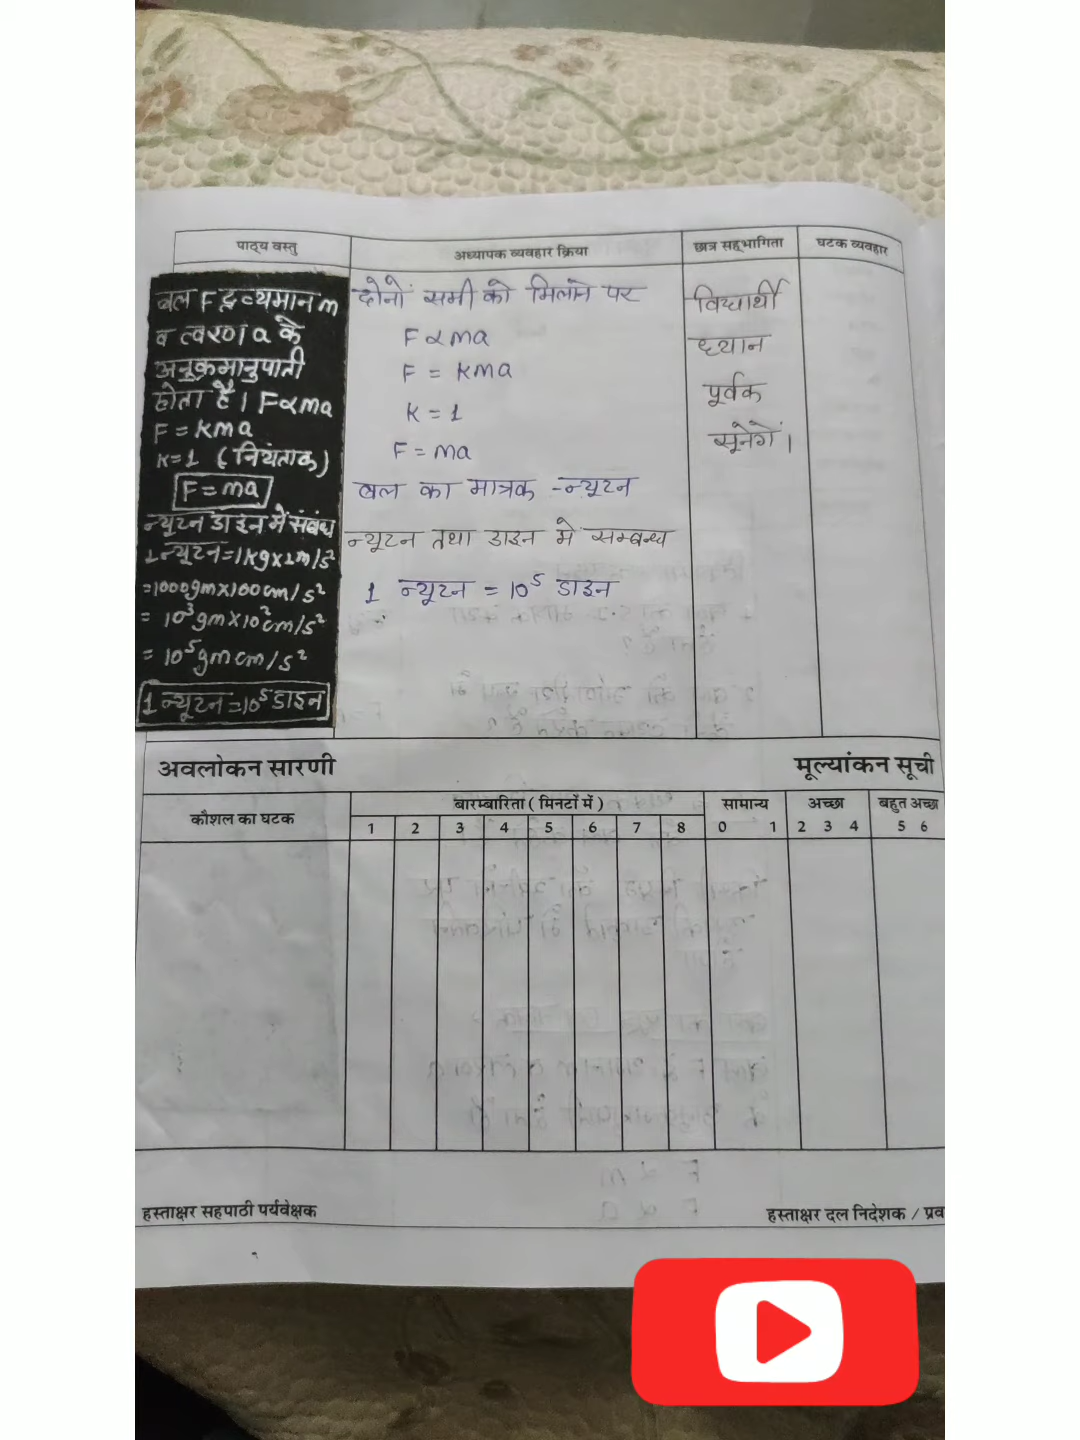 पाठ्य वस्तु
अध्यापक व्यवहार क्रिया
छात्र सहभागिता
घटक व्यवहार
बल F द्रव्यमान m
व त्वरण a के
अनुक्रमानुपाती
होता है। F∝ma
F = kma
K=1 (नियंताक)
F=ma
न्यूटन डाइन में संबंध
1 न्यूटन=1kg×1m/s²
=1000gm×100cm/s²
= 10³gm×10²cm/s²
= 10⁵gm cm/s²
1 न्यूटन=10⁵ डाइन
दोनों समी को मिलाने पर
F∝ma
F = kma
K = 1
F = ma
बल का मात्रक -न्यूटन
न्यूटन तथा डाइन मे सम्बन्ध
1 न्यूटन = 10⁵ डाइन
विद्यार्थी
ध्यान
पूर्वक
सूनेगें।
अवलोकन सारणी
मूल्यांकन सूची
कौशल का घटक
बारम्बारिता ( मिनटों में )
सामान्य
अच्छा
बहुत अच्छा
1 2 3 4 5 6 7 8 0 1 2 3 4 5 6
हस्ताक्षर सहपाठी पर्यवेक्षक
हस्ताक्षर दल निदेशक / प्रव